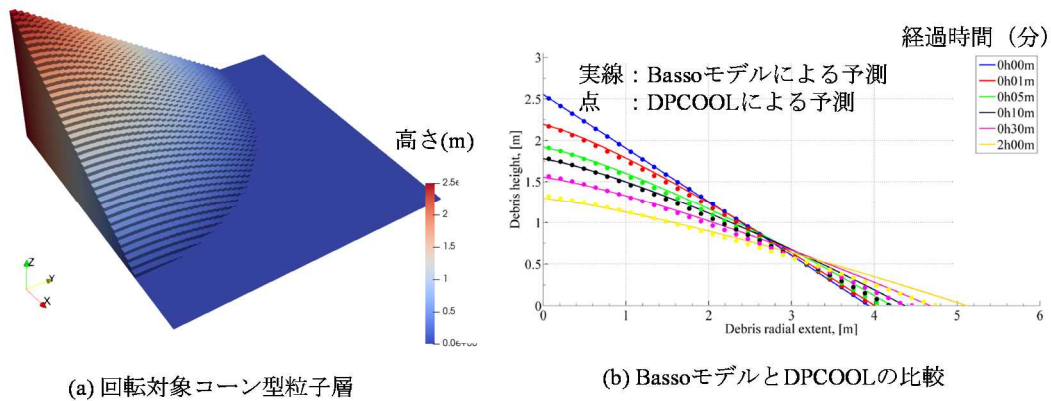 高さ(m)
2.5e
2
1.5
1
0.5
0.0e+00
Z
Y
X
(a) 回転対象コーン型粒子層
経過時間（分）
実線：Bassoモデルによる予測
点　：DPCOOLによる予測
0h00m
0h01m
0h05m
0h10m
0h30m
2h00m
Debris height, [m]
3
2.5
2
1.5
1
0.5
0
0 1 2 3 4 5 6
Debris radial extent, [m]
(b) BassoモデルとDPCOOLの比較